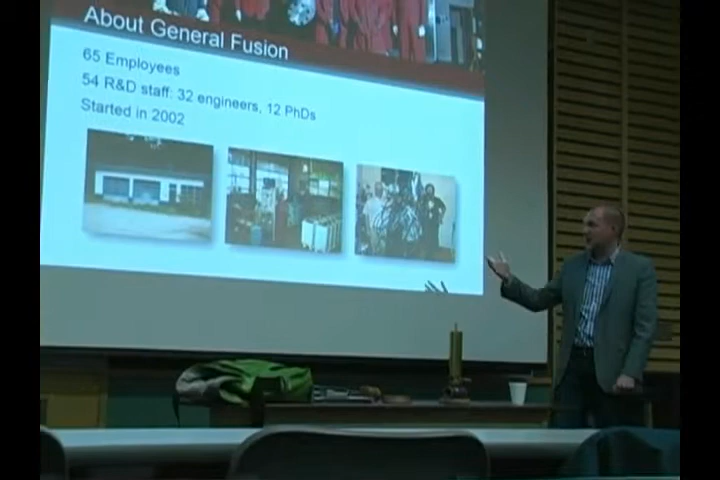 About General Fusion
65 Employees
54 R&D staff: 32 engineers, 12 PhDs
Started in 2002